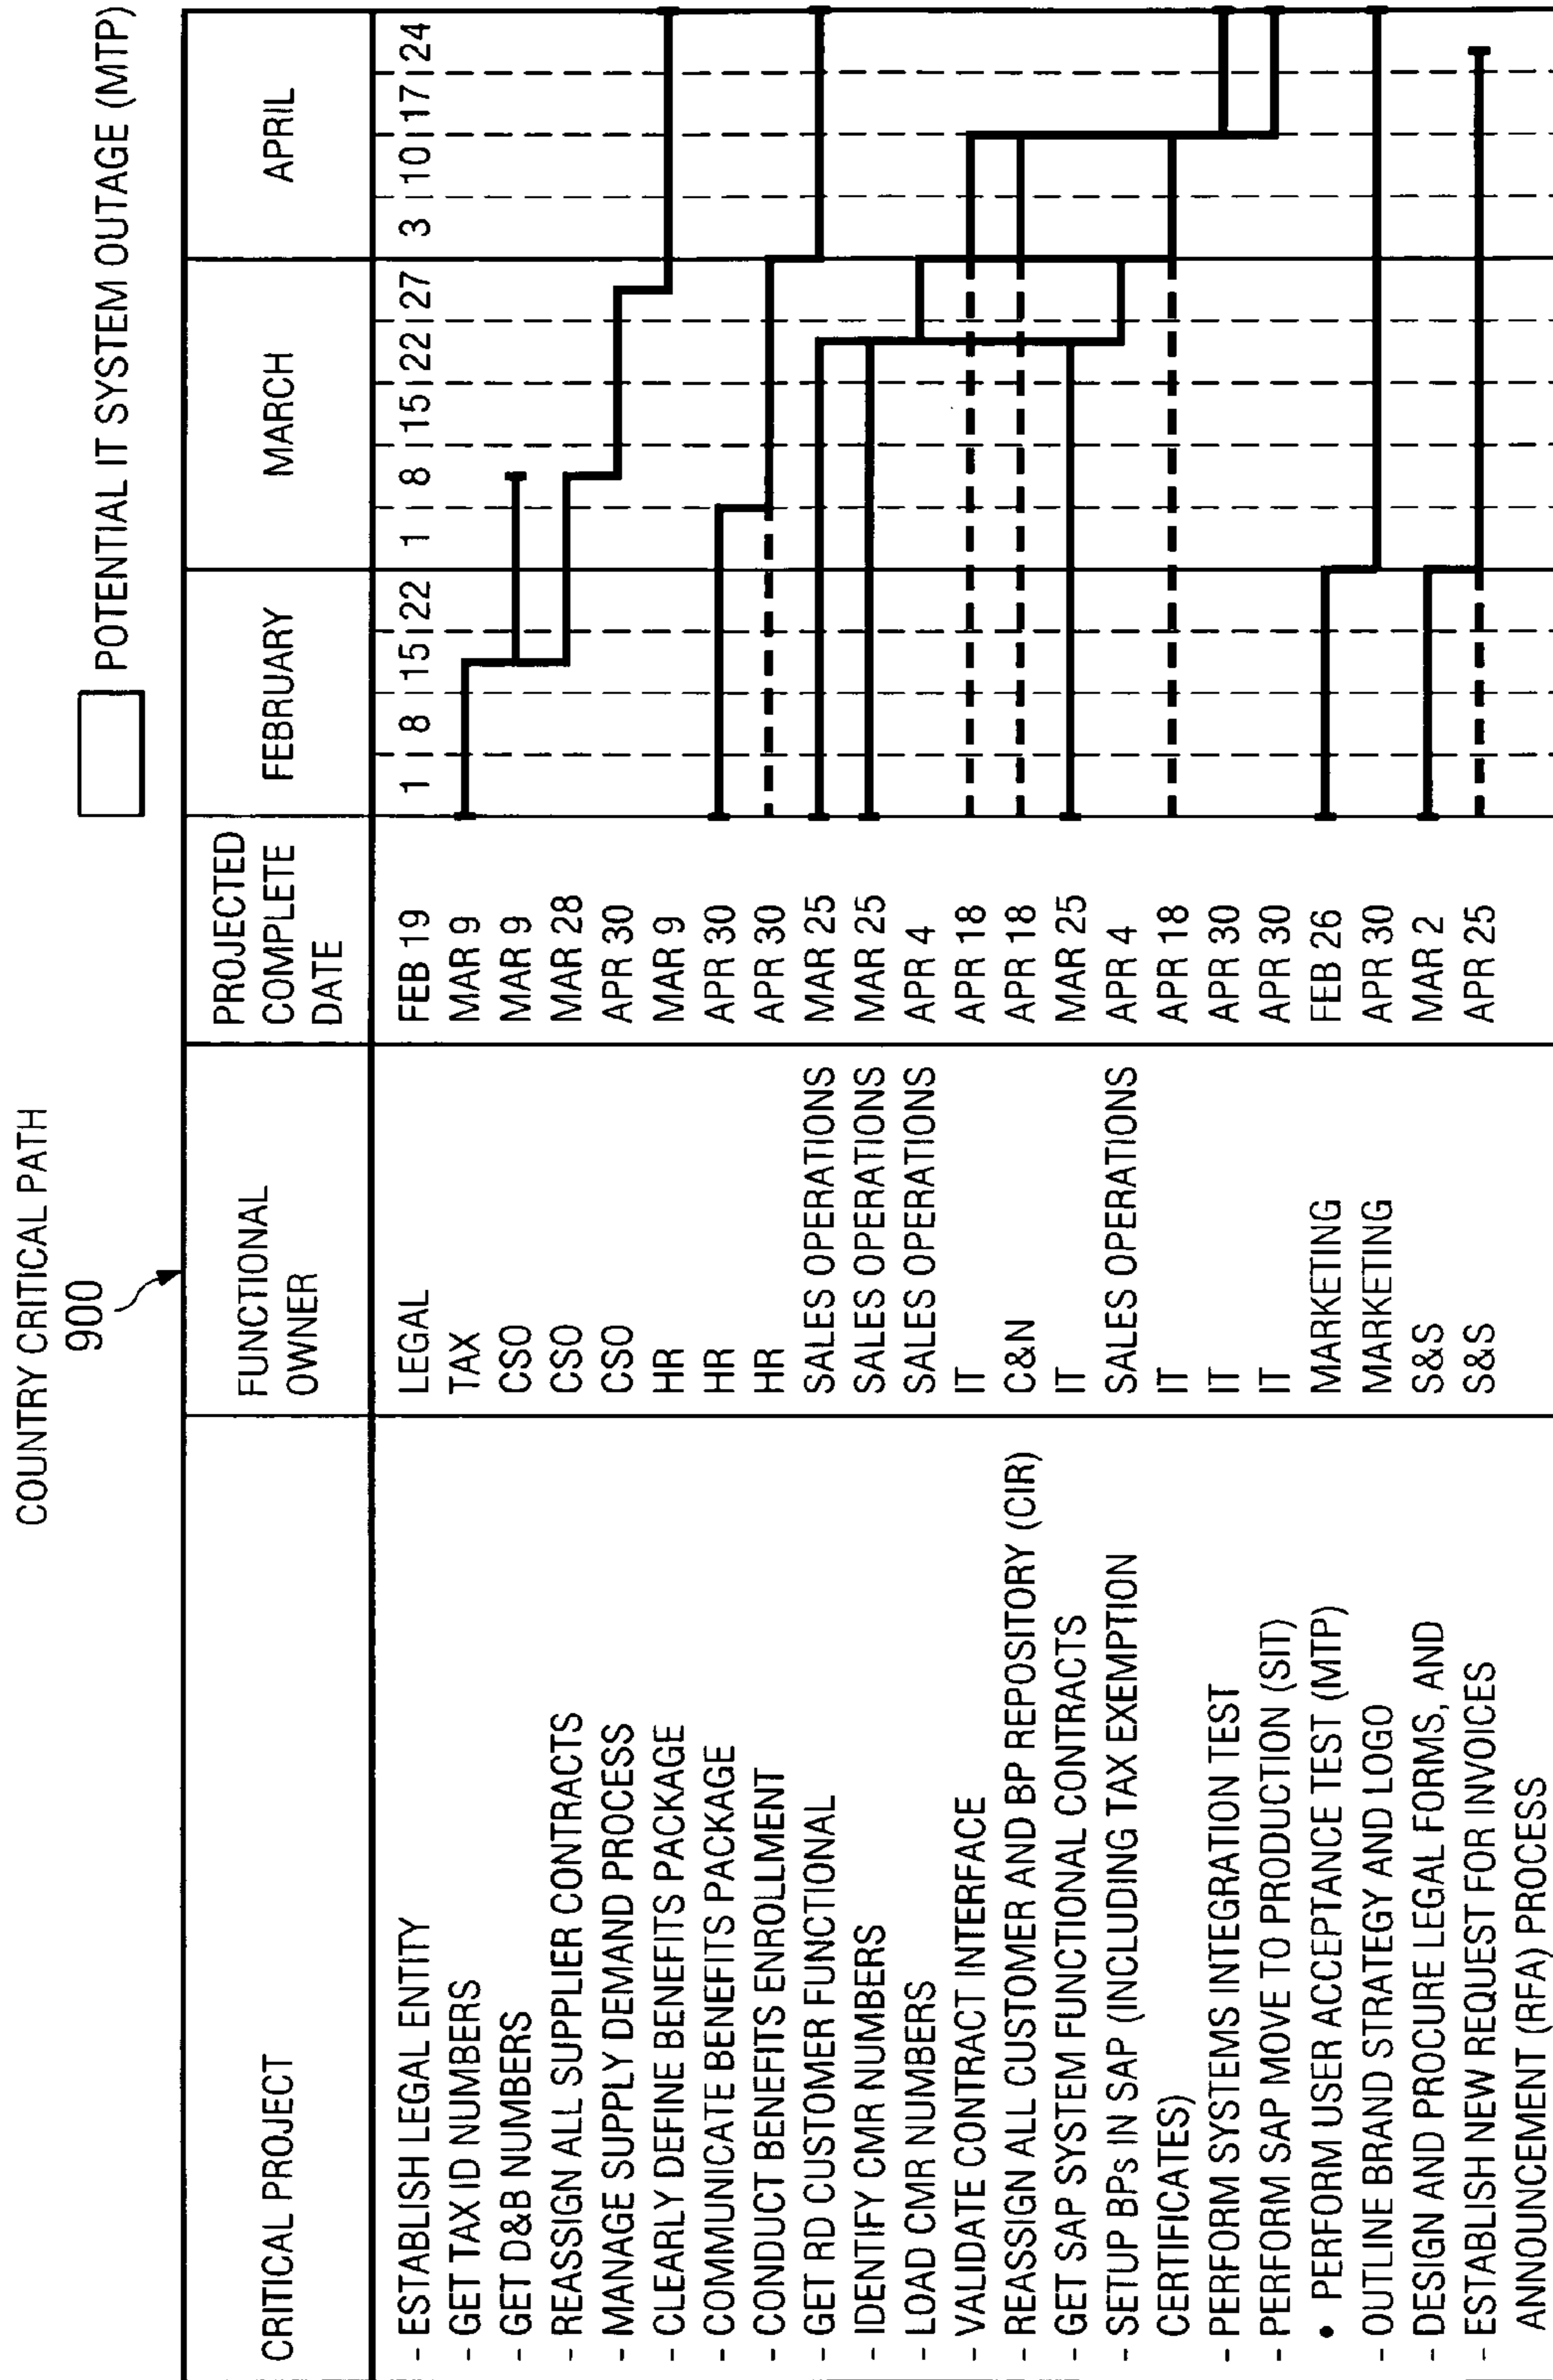 COUNTRY CRITICAL PATH
900
POTENTIAL IT SYSTEM OUTAGE (MTP)
CRITICAL PROJECT
FUNCTIONAL OWNER
PROJECTED COMPLETE DATE
FEBRUARY
MARCH
APRIL
1 8 15 22 1 8 15 22 27 3 10 17 24
- ESTABLISH LEGAL ENTITY LEGAL FEB 19
- GET TAX ID NUMBERS TAX MAR 9
- GET D&B NUMBERS CSO MAR 9
- REASSIGN ALL SUPPLIER CONTRACTS CSO MAR 28
- MANAGE SUPPLY DEMAND PROCESS CSO APR 30
- CLEARLY DEFINE BENEFITS PACKAGE HR MAR 9
- COMMUNICATE BENEFITS PACKAGE HR APR 30
- CONDUCT BENEFITS ENROLLMENT HR APR 30
- GET RD CUSTOMER FUNCTIONAL SALES OPERATIONS MAR 25
- IDENTIFY CMR NUMBERS SALES OPERATIONS MAR 25
- LOAD CMR NUMBERS SALES OPERATIONS APR 4
- VALIDATE CONTRACT INTERFACE IT APR 18
- REASSIGN ALL CUSTOMER AND BP REPOSITORY (CIR) C&N APR 18
- GET SAP SYSTEM FUNCTIONAL CONTRACTS IT MAR 25
- SETUP BPs IN SAP (INCLUDING TAX EXEMPTION SALES OPERATIONS APR 4
CERTIFICATES) IT APR 18
- PERFORM SYSTEMS INTEGRATION TEST IT APR 30
- PERFORM SAP MOVE TO PRODUCTION (SIT) IT APR 30
• PERFORM USER ACCEPTANCE TEST (MTP) MARKETING FEB 26
- OUTLINE BRAND STRATEGY AND LOGO MARKETING APR 30
- DESIGN AND PROCURE LEGAL FORMS, AND S&S MAR 2
- ESTABLISH NEW REQUEST FOR INVOICES S&S APR 25
ANNOUNCEMENT (RFA) PROCESS